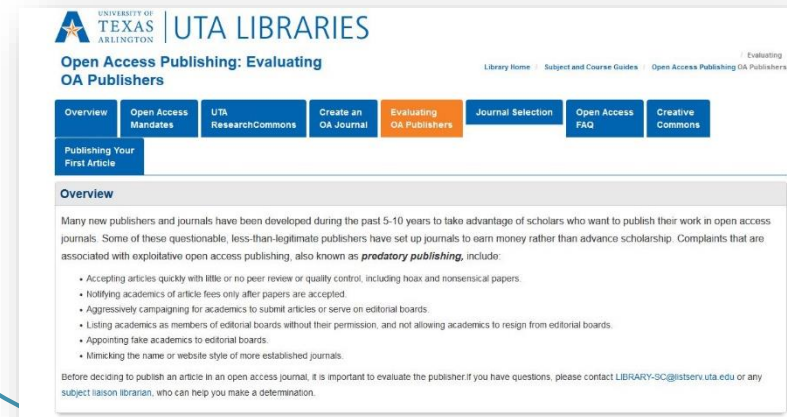 UNIVERSITY OF
TEXAS
ARLINGTON
UTA LIBRARIES
Open Access Publishing: Evaluating
OA Publishers
/ Evaluating
Library Home Subject and Course Guides Open Access Publishing OA Publishers
Overview
Open Access
Mandates
UTA
ResearchCommons
Create an
OA Journal
Evaluating
OA Publishers
Journal Selection
Open Access
FAQ
Creative
Commons
Publishing Your
First Article
Overview
Many new publishers and journals have been developed during the past 5-10 years to take advantage of scholars who want to publish their work in open access
journals. Some of these questionable, less-than-legitimate publishers have set up journals to earn money rather than advance scholarship. Complaints that are
associated with exploitative open access publishing, also known as predatory publishing, include:
• Accepting articles quickly with little or no peer review or quality control, including hoax and nonsensical papers.
• Notifying academics of article fees only after papers are accepted.
• Aggressively campaigning for academics to submit articles or serve on editorial boards.
• Listing academics as members of editorial boards without their permission, and not allowing academics to resign from editorial boards.
• Appointing fake academics to editorial boards.
• Mimicking the name or website style of more established journals.
Before deciding to publish an article in an open access journal, it is important to evaluate the publisher.If you have questions, please contact LIBRARY-SC@listserv.uta.edu or any
subject liaison librarian, who can help you make a determination.